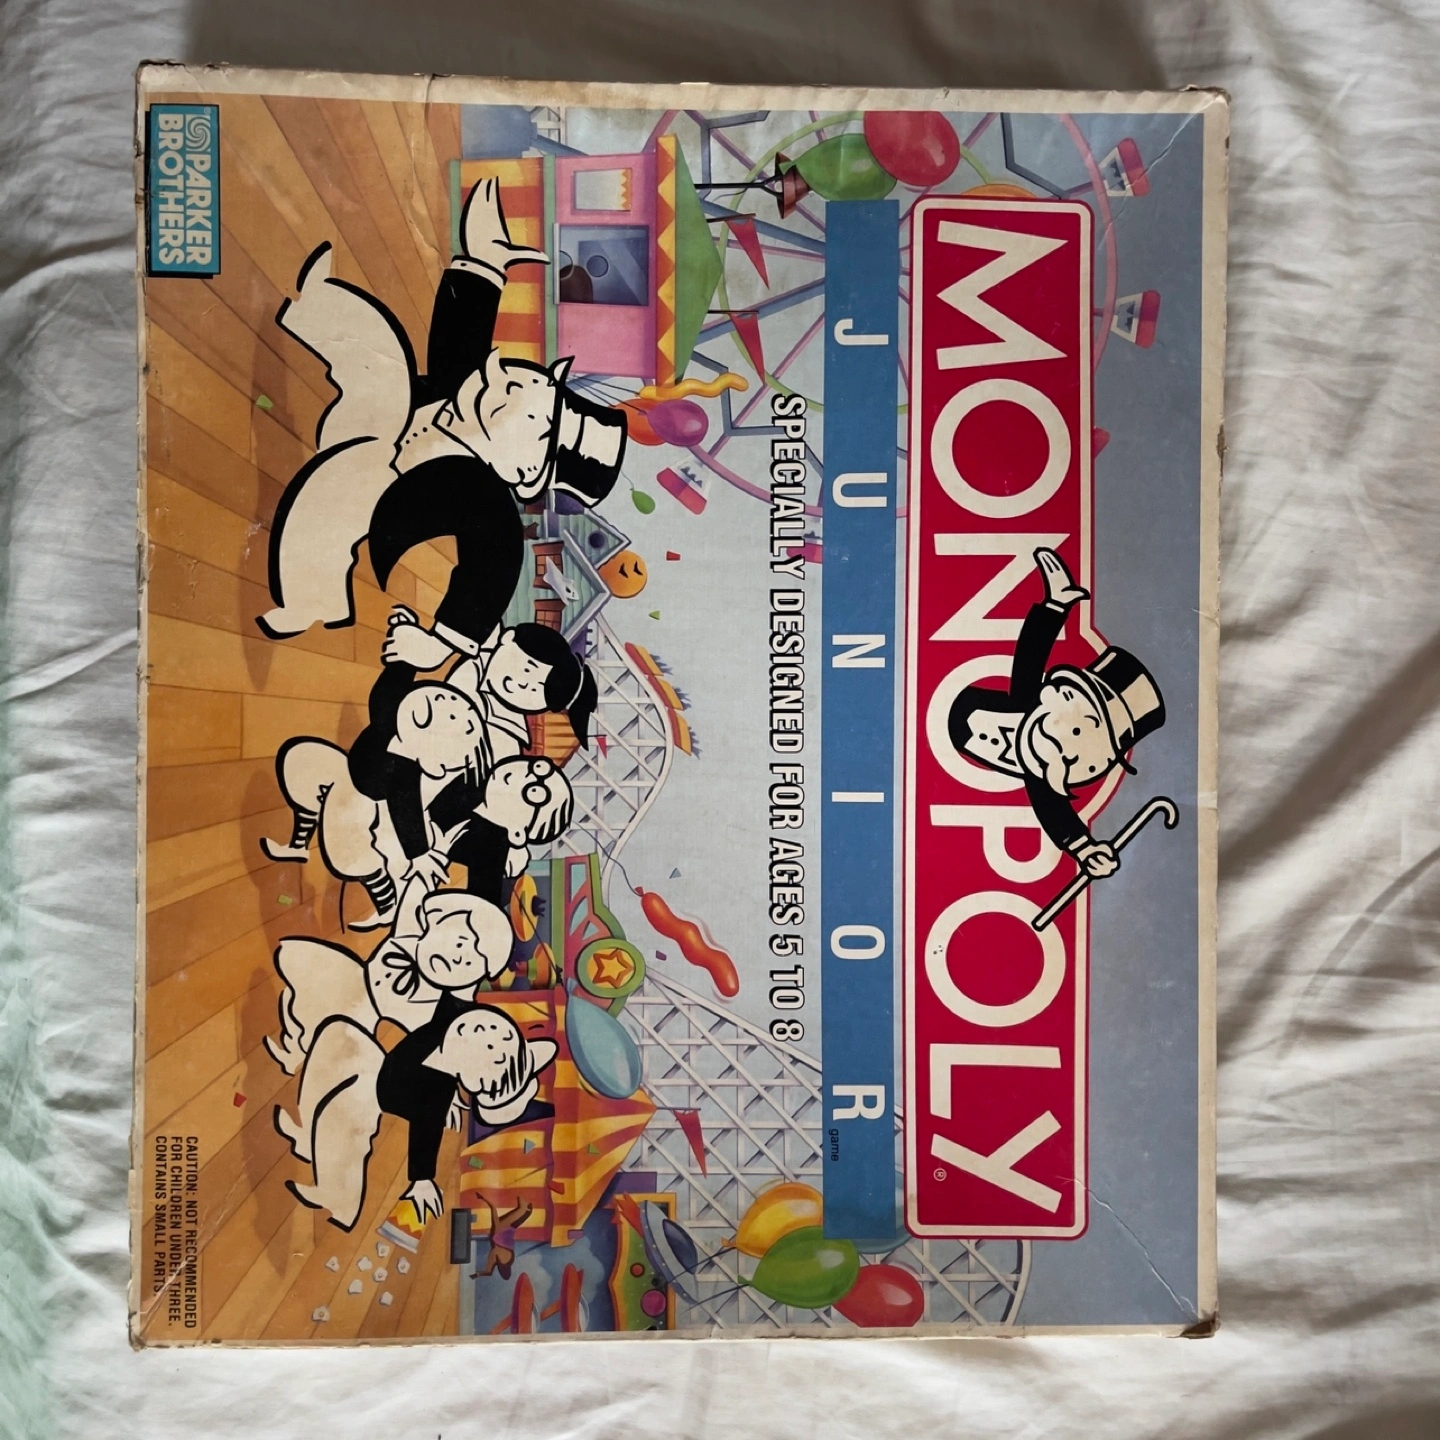 MONOPOLY®
JUNIOR
game
SPECIALLY DESIGNED FOR AGES 5 TO 8
PARKER
BROTHERS
CAUTION: NOT RECOMMENDED
FOR CHILDREN UNDER THREE.
CONTAINS SMALL PARTS.